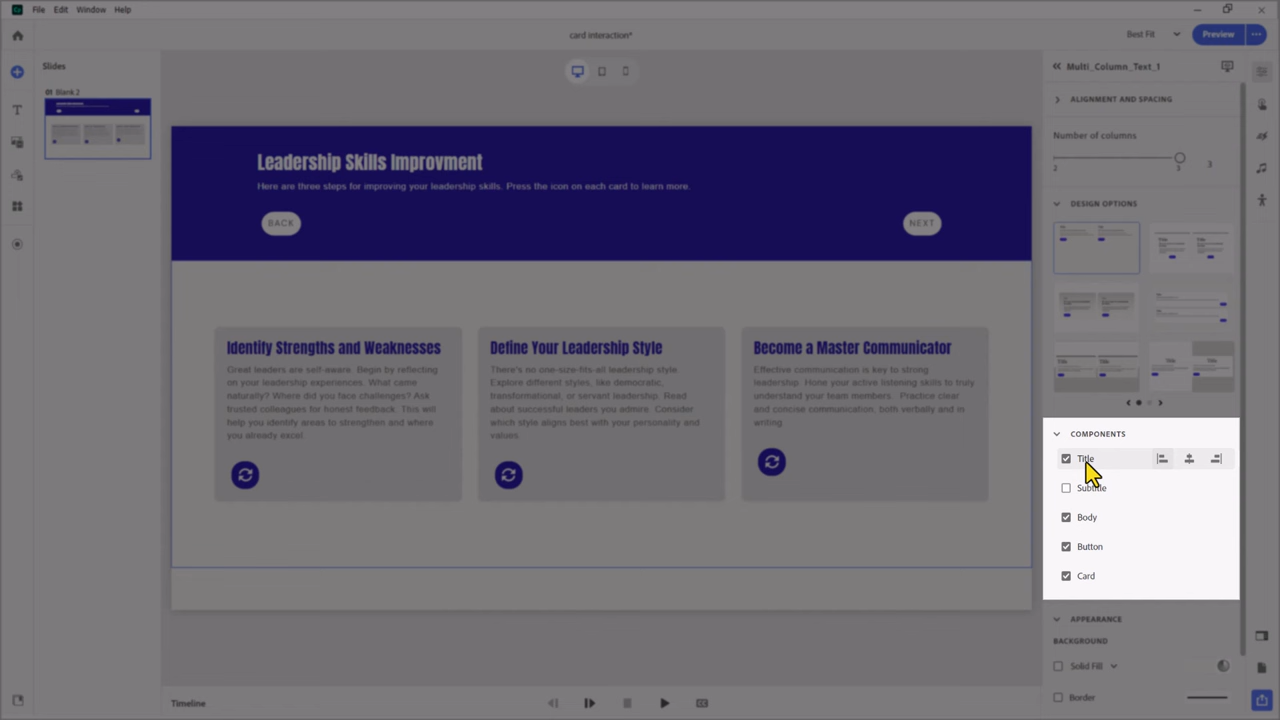 File Edit Window Help
card interaction*
Best Fit
Preview
Slides
01 Blank 2
Multi_Column_Text_1
ALIGNMENT AND SPACING
Number of columns
2 3 3
DESIGN OPTIONS
Leadership Skills Improvment
Here are three steps for improving your leadership skills. Press the icon on each card to learn more.
BACK
NEXT
Identify Strengths and Weaknesses
Great leaders are self-aware. Begin by reflecting
on your leadership experiences. What came
naturally? Where did you face challenges? Ask
trusted colleagues for honest feedback. This will
help you identify areas to strengthen and where
you already excel.
Define Your Leadership Style
There's no one-size-fits-all leadership style.
Explore different styles, like democratic,
transformational, or servant leadership. Read
about successful leaders you admire. Consider
which style aligns best with your personality and
values.
Become a Master Communicator
Effective communication is key to strong
leadership. Hone your active listening skills to truly
understand your team members. Practice clear
and concise communication, both verbally and in
writing.
COMPONENTS
Title
Subtitle
Body
Button
Card
APPEARANCE
BACKGROUND
Solid Fill
Border
Timeline